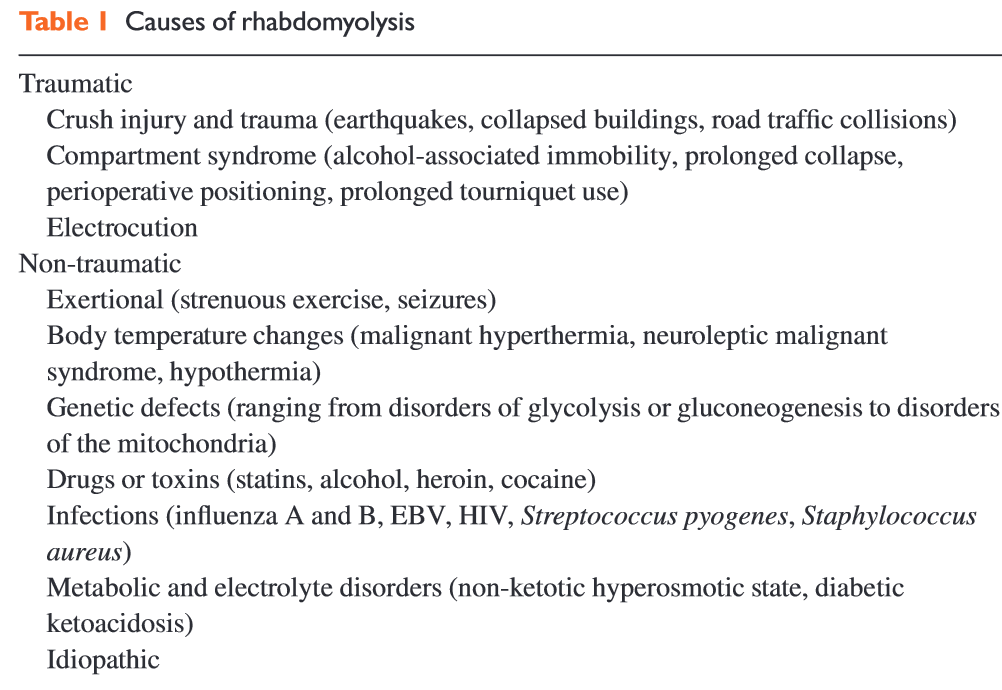 Table 1 Causes of rhabdomyolysis
Traumatic
Crush injury and trauma (earthquakes, collapsed buildings, road traffic collisions)
Compartment syndrome (alcohol-associated immobility, prolonged collapse,
perioperative positioning, prolonged tourniquet use)
Electrocution
Non-traumatic
Exertional (strenuous exercise, seizures)
Body temperature changes (malignant hyperthermia, neuroleptic malignant
syndrome, hypothermia)
Genetic defects (ranging from disorders of glycolysis or gluconeogenesis to disorders
of the mitochondria)
Drugs or toxins (statins, alcohol, heroin, cocaine)
Infections (influenza A and B, EBV, HIV, Streptococcus pyogenes, Staphylococcus
aureus)
Metabolic and electrolyte disorders (non-ketotic hyperosmotic state, diabetic
ketoacidosis)
Idiopathic